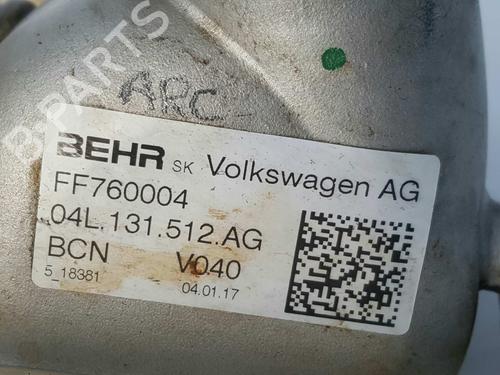 B-PARTS
ARC
BEHR SK Volkswagen AG
FF760004
04L.131.512.AG
BCN V040
5_18381 04.01.17